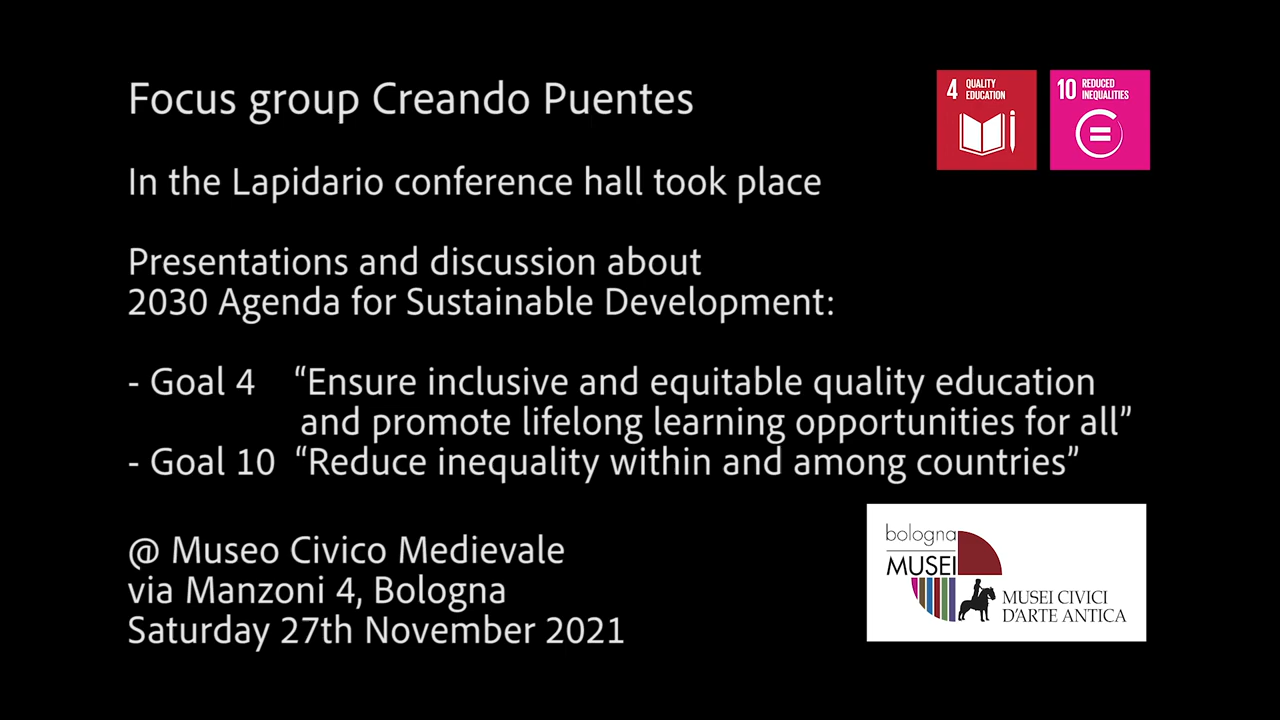 Focus group Creando Puentes
4 QUALITY
EDUCATION
10 REDUCED
INEQUALITIES
In the Lapidario conference hall took place
Presentations and discussion about
2030 Agenda for Sustainable Development:
- Goal 4 “Ensure inclusive and equitable quality education
and promote lifelong learning opportunities for all”
- Goal 10 “Reduce inequality within and among countries”
@ Museo Civico Medievale
via Manzoni 4, Bologna
Saturday 27th November 2021
bologna
MUSEI
MUSEI CIVICI
D'ARTE ANTICA